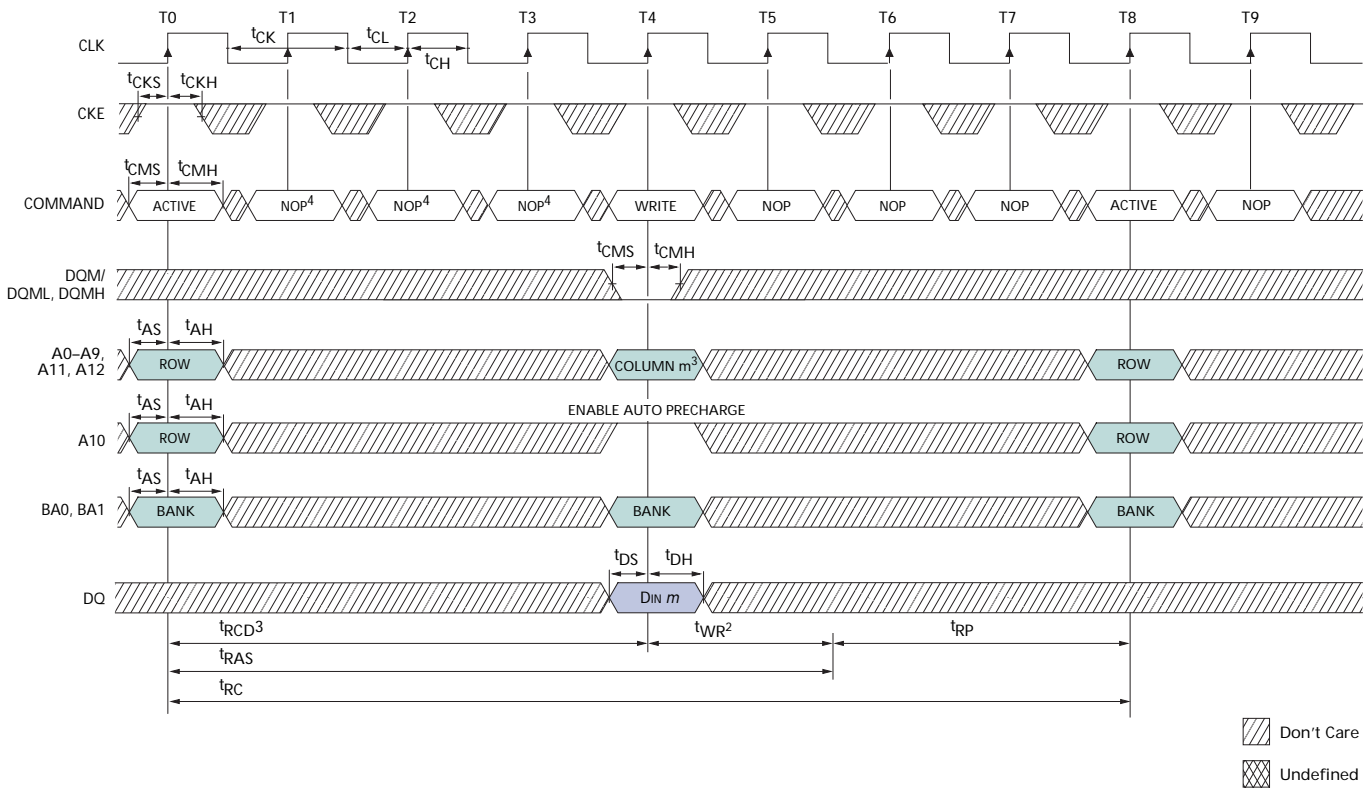 T0 T1 T2 T3 T4 T5 T6 T7 T8 T9
CLK
tCK tCL
tCH
tCKS tCKH
CKE
tCMS tCMH
COMMAND ACTIVE NOP4 NOP4 NOP4 WRITE NOP NOP NOP ACTIVE NOP
tCMS tCMH
DQM/
DQML, DQMH
tAS tAH
A0–A9,
A11, A12
ROW COLUMN m3 ROW
tAS tAH
ENABLE AUTO PRECHARGE
A10 ROW ROW
tAS tAH
BA0, BA1 BANK BANK BANK
tDS tDH
DQ DIN m
tRCD3 tWR2 tRP
tRAS
tRC
Don't Care
Undefined